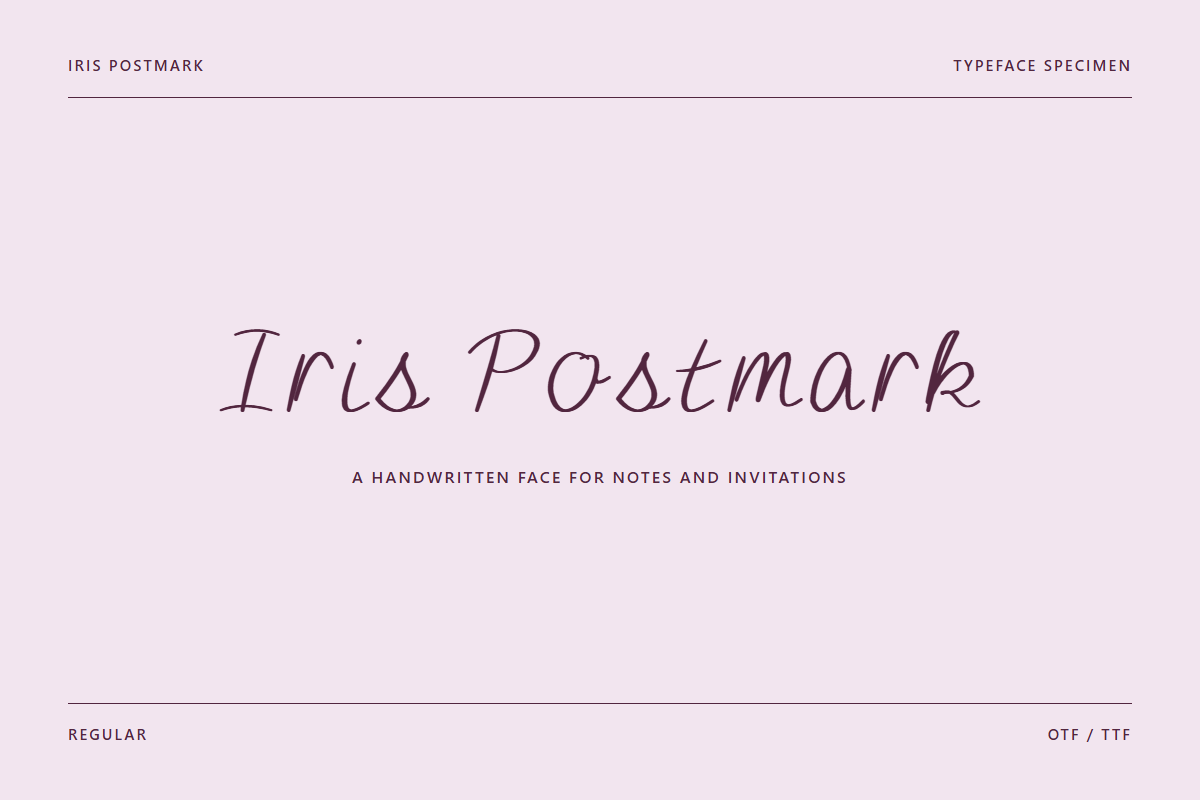 IRIS POSTMARK
TYPEFACE SPECIMEN
Iris Postmark
A HANDWRITTEN FACE FOR NOTES AND INVITATIONS
REGULAR
OTF / TTF